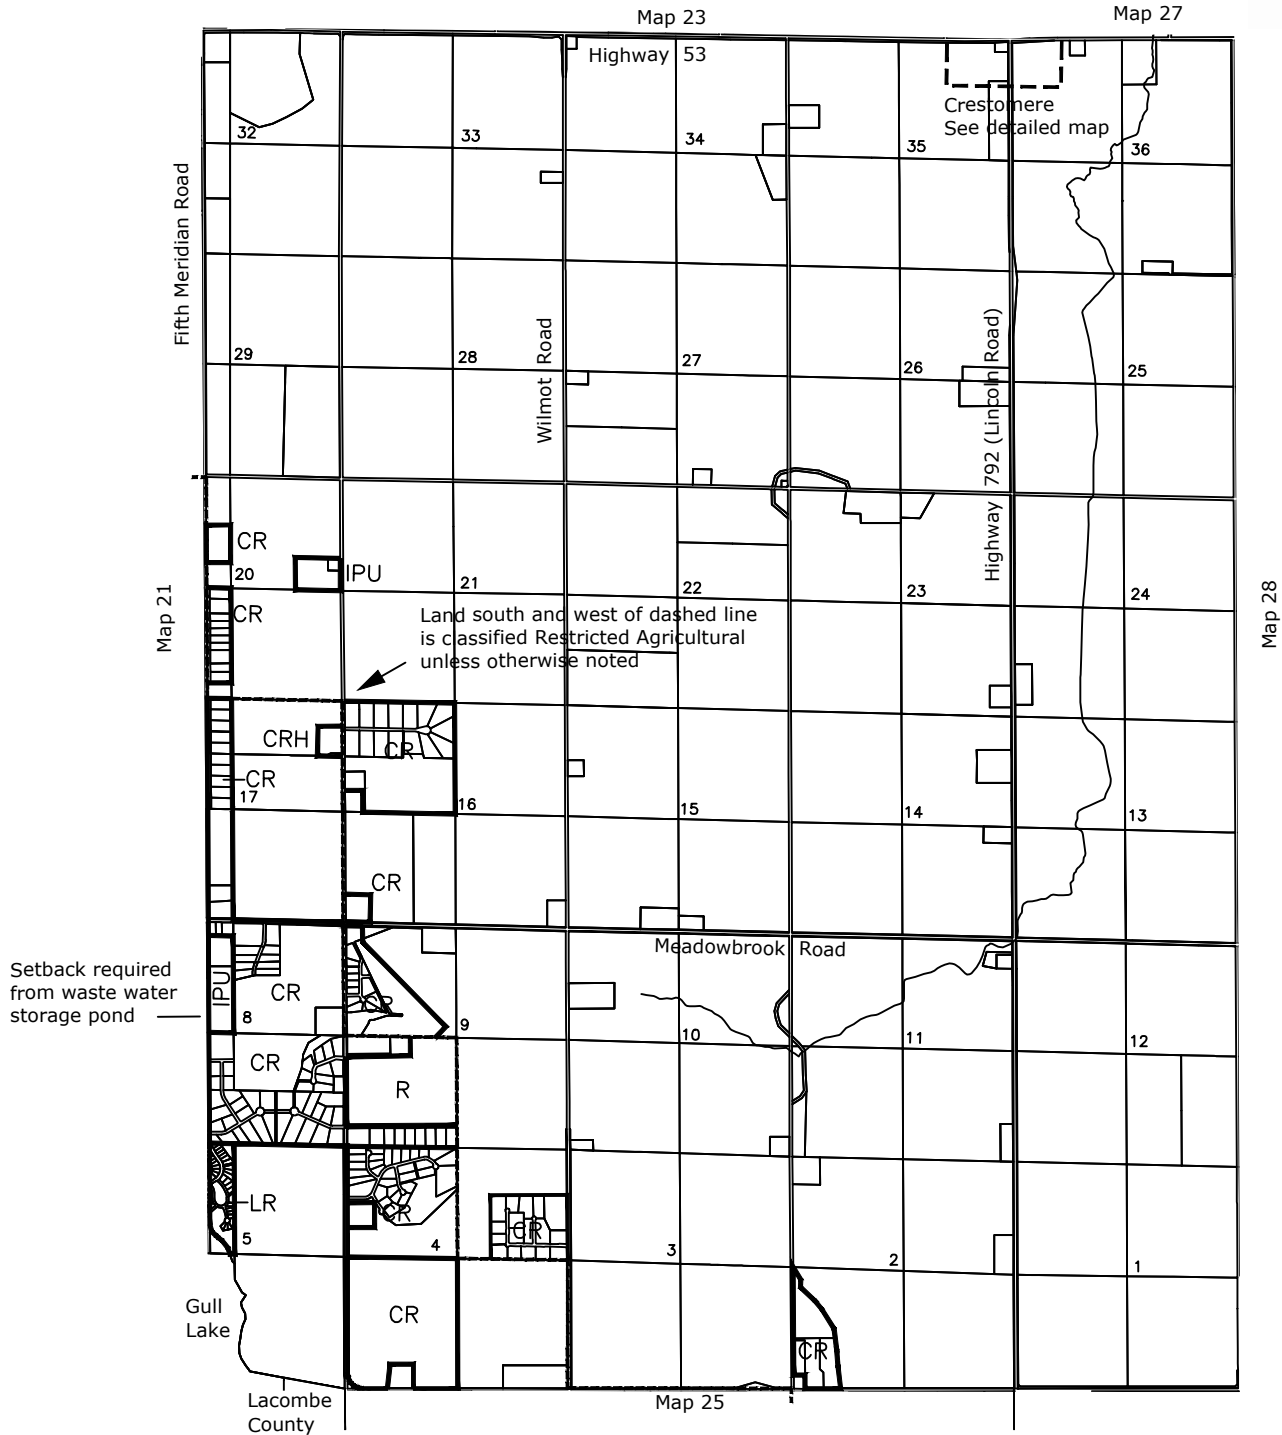 Map 23
Map 27
Highway 53
Crestomere
See detailed map
32
33
34
35
36
Fifth Meridian Road
Wilmot Road
Highway 792 (Lincoln Road)
29
28
27
26
25
CR
20
IPU
21
22
23
24
CR
Map 21
Map 28
Land south and west of dashed line
is classified Restricted Agricultural
unless otherwise noted
CRH
CR
CR
17
16
15
14
13
CR
Meadowbrook Road
Setback required
from waste water
storage pond
IPU
CR
CR
8
9
10
11
12
CR
R
LR
CR
CR
5
4
3
2
1
Gull
Lake
CR
CR
Lacombe
County
Map 25